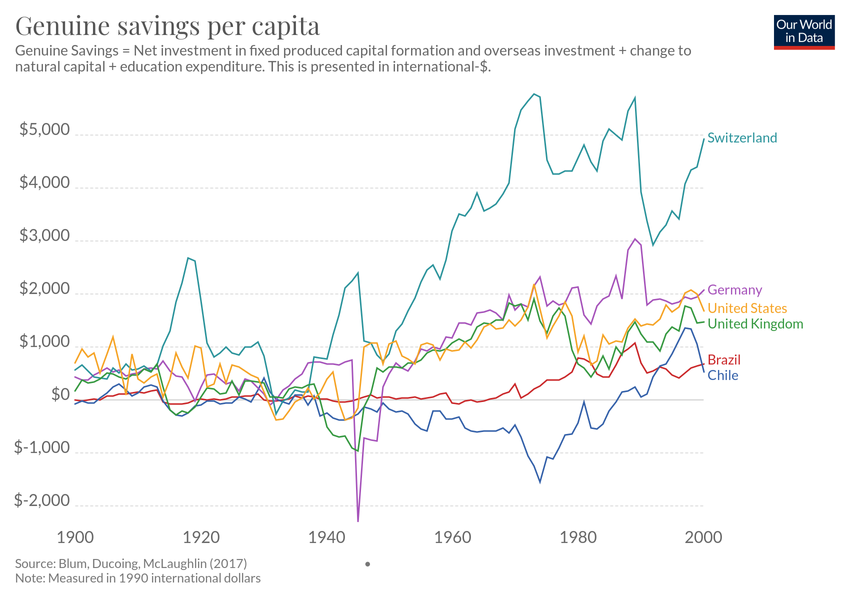 Genuine savings per capita
Our World
in Data
Genuine Savings = Net investment in fixed produced capital formation and overseas investment + change to
natural capital + education expenditure. This is presented in international-$.
$5,000
Switzerland
$4,000
$3,000
$2,000
Germany
United States
United Kingdom
$1,000
Brazil
Chile
$0
$-1,000
$-2,000
1900 1920 1940 1960 1980 2000
Source: Blum, Ducoing, McLaughlin (2017)
Note: Measured in 1990 international dollars